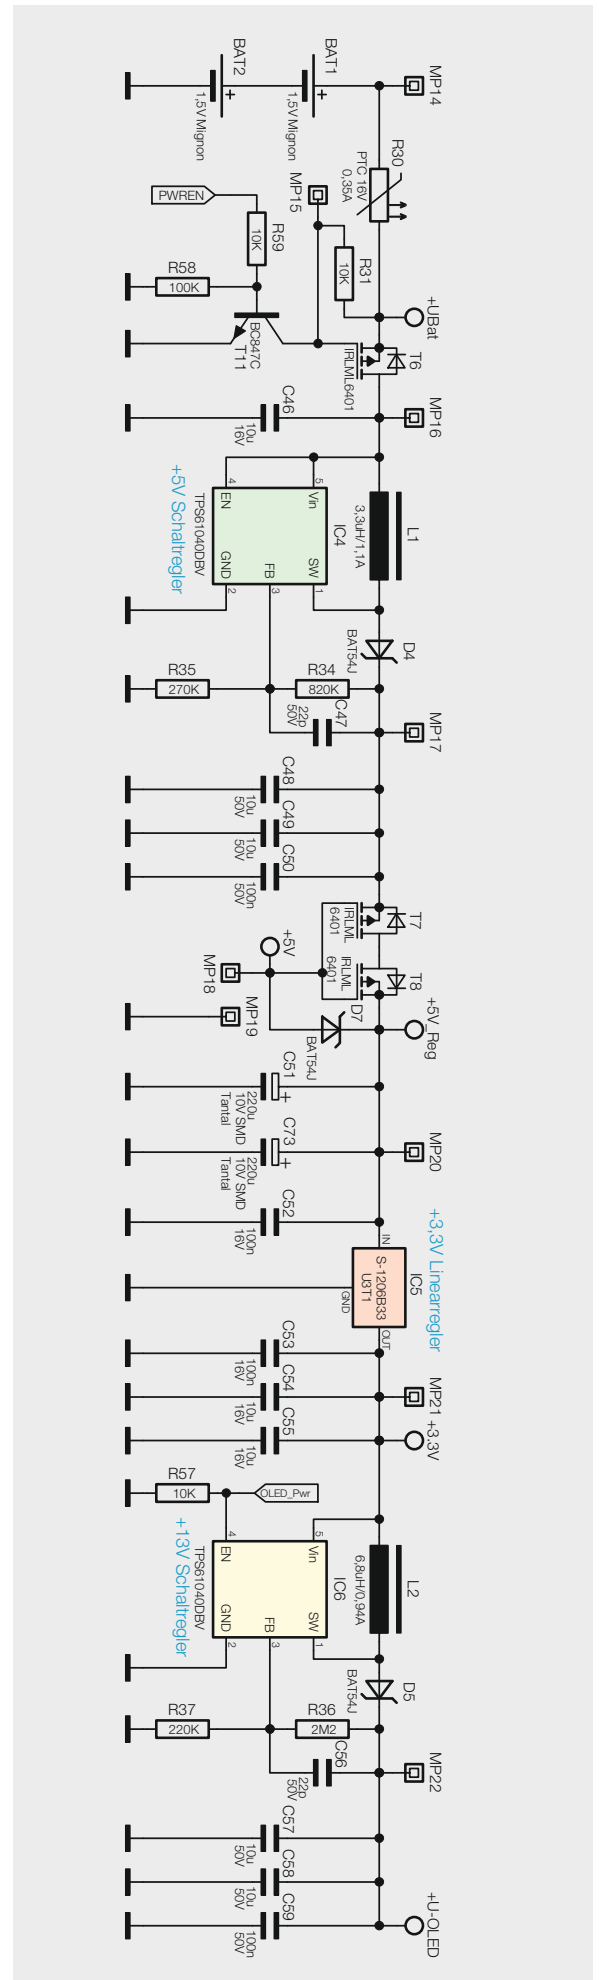 MP14
BAT1
+
1,5V Mignon
BAT2
+
1,5V Mignon
R30
PTC 16V
0,35A
MP15
PWREN
R59
10K
R31
10K
R58
100K
+UBat
BC847C
T11
T6
IRLML6401
MP16
C46
10u
16V
L1
3,3uH/1,1A
IC4
5
Vin
4
EN
SW
1
FB
3
GND
2
TPS61040DBV
+5V Schaltregler
D4
BAT54J
R34
820K
R35
270K
C47
22p
50V
MP17
C48
10u
50V
C49
10u
50V
C50
100n
50V
T7
IRLML
6401
T8
IRLML
6401
+5V
MP18
MP19
D7
BAT54J
+5V_Reg
C51
+
220u
10V SMD
Tantal
MP20
C73
+
220u
10V SMD
Tantal
C52
100n
16V
+3,3V Linearregler
IC5
IN
S-1206B33
U3T1
GND
OUT
C53
100n
16V
MP21
C54
10u
16V
+3.3V
C55
10u
16V
R57
10K
OLED_Pwr
L2
6,8uH/0,94A
IC6
5
Vin
4
EN
SW
1
FB
3
GND
2
TPS61040DBV
+13V Schaltregler
D5
BAT54J
R36
2M2
R37
220K
C56
22p
50V
MP22
C57
10u
50V
C58
10u
50V
C59
100n
50V
+U-OLED